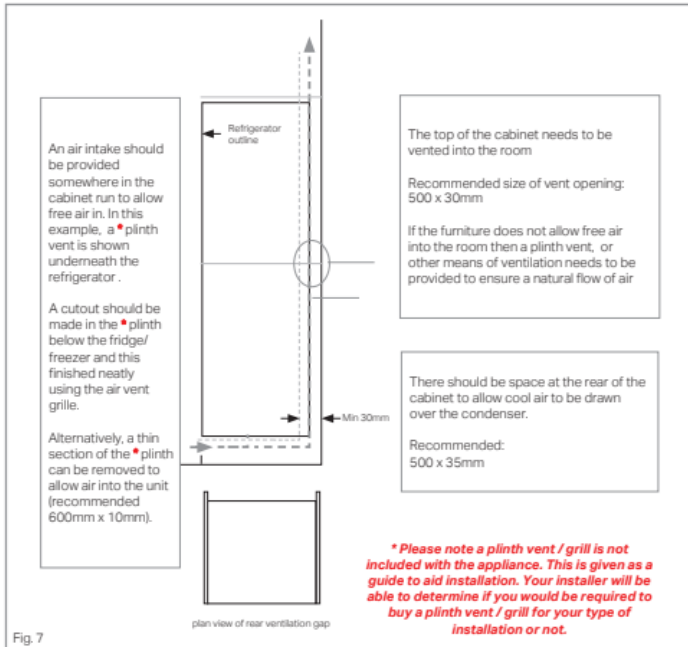 An air intake should
be provided
somewhere in the
cabinet run to allow
free air in. In this
example, a * plinth
vent is shown
underneath the
refrigerator .
A cutout should be
made in the * plinth
below the fridge/
freezer and this
finished neatly
using the air vent
grille.
Alternatively, a thin
section of the * plinth
can be removed to
allow air into the unit
(recommended
600mm x 10mm).
Refrigerator
outline
Min 30mm
plan view of rear ventilation gap
The top of the cabinet needs to be
vented into the room
Recommended size of vent opening:
500 x 30mm
If the furniture does not allow free air
into the room then a plinth vent, or
other means of ventilation needs to be
provided to ensure a natural flow of air
There should be space at the rear of the
cabinet to allow cool air to be drawn
over the condenser.
Recommended:
500 x 35mm
* Please note a plinth vent / grill is not
included with the appliance. This is given as a
guide to aid installation. Your installer will be
able to determine if you would be required to
buy a plinth vent / grill for your type of
installation or not.
Fig. 7